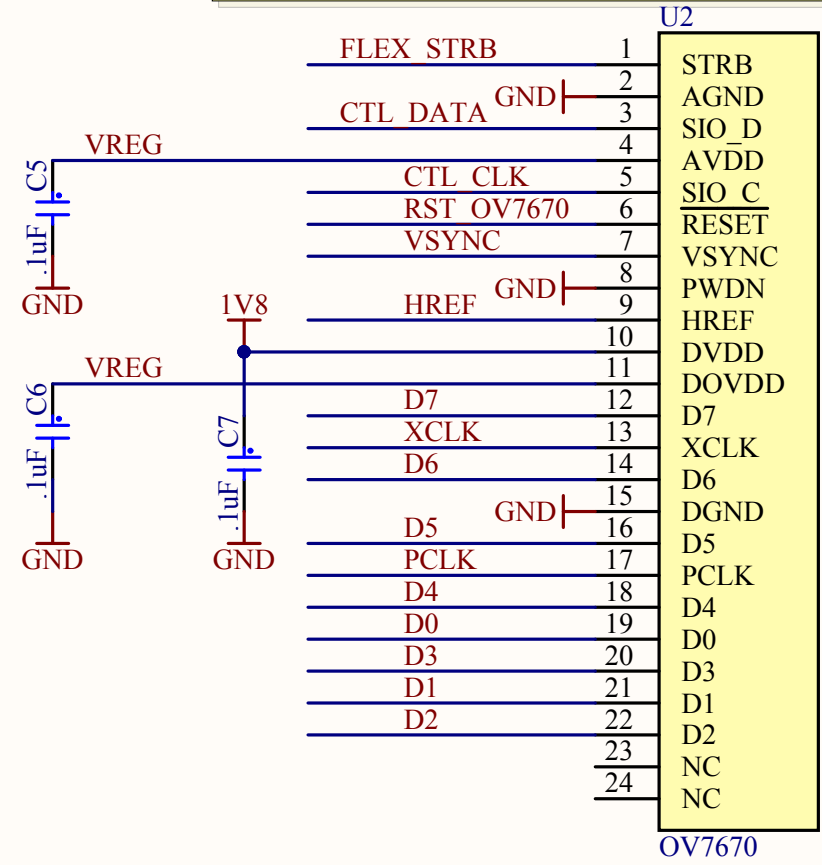 U2
FLEX_STRB 1 STRB
GND 2 AGND
CTL_DATA 3 SIO_D
VREG 4 AVDD
C5
.1uF
GND
CTL_CLK 5 SIO_C
RST_OV7670 6 RESET
VSYNC 7 VSYNC
GND 8 PWDN
HREF 9 HREF
1V8
10 DVDD
VREG 11 DOVDD
C6
.1uF
GND
C7
.1uF
GND
D7 12 D7
XCLK 13 XCLK
D6 14 D6
GND 15 DGND
D5 16 D5
PCLK 17 PCLK
D4 18 D4
D0 19 D0
D3 20 D3
D1 21 D1
D2 22 D2
23 NC
24 NC
OV7670